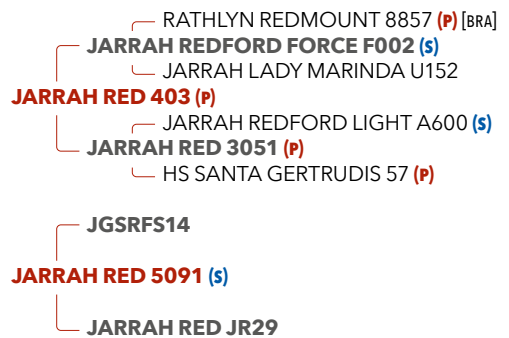 RATHLYN REDMOUNT 8857 (P) [BRA]
JARRAH REDFORD FORCE F002 (S)
JARRAH LADY MARINDA U152
JARRAH RED 403 (P)
JARRAH REDFORD LIGHT A600 (S)
JARRAH RED 3051 (P)
HS SANTA GERTRUDIS 57 (P)
JGSRFS14
JARRAH RED 5091 (S)
JARRAH RED JR29